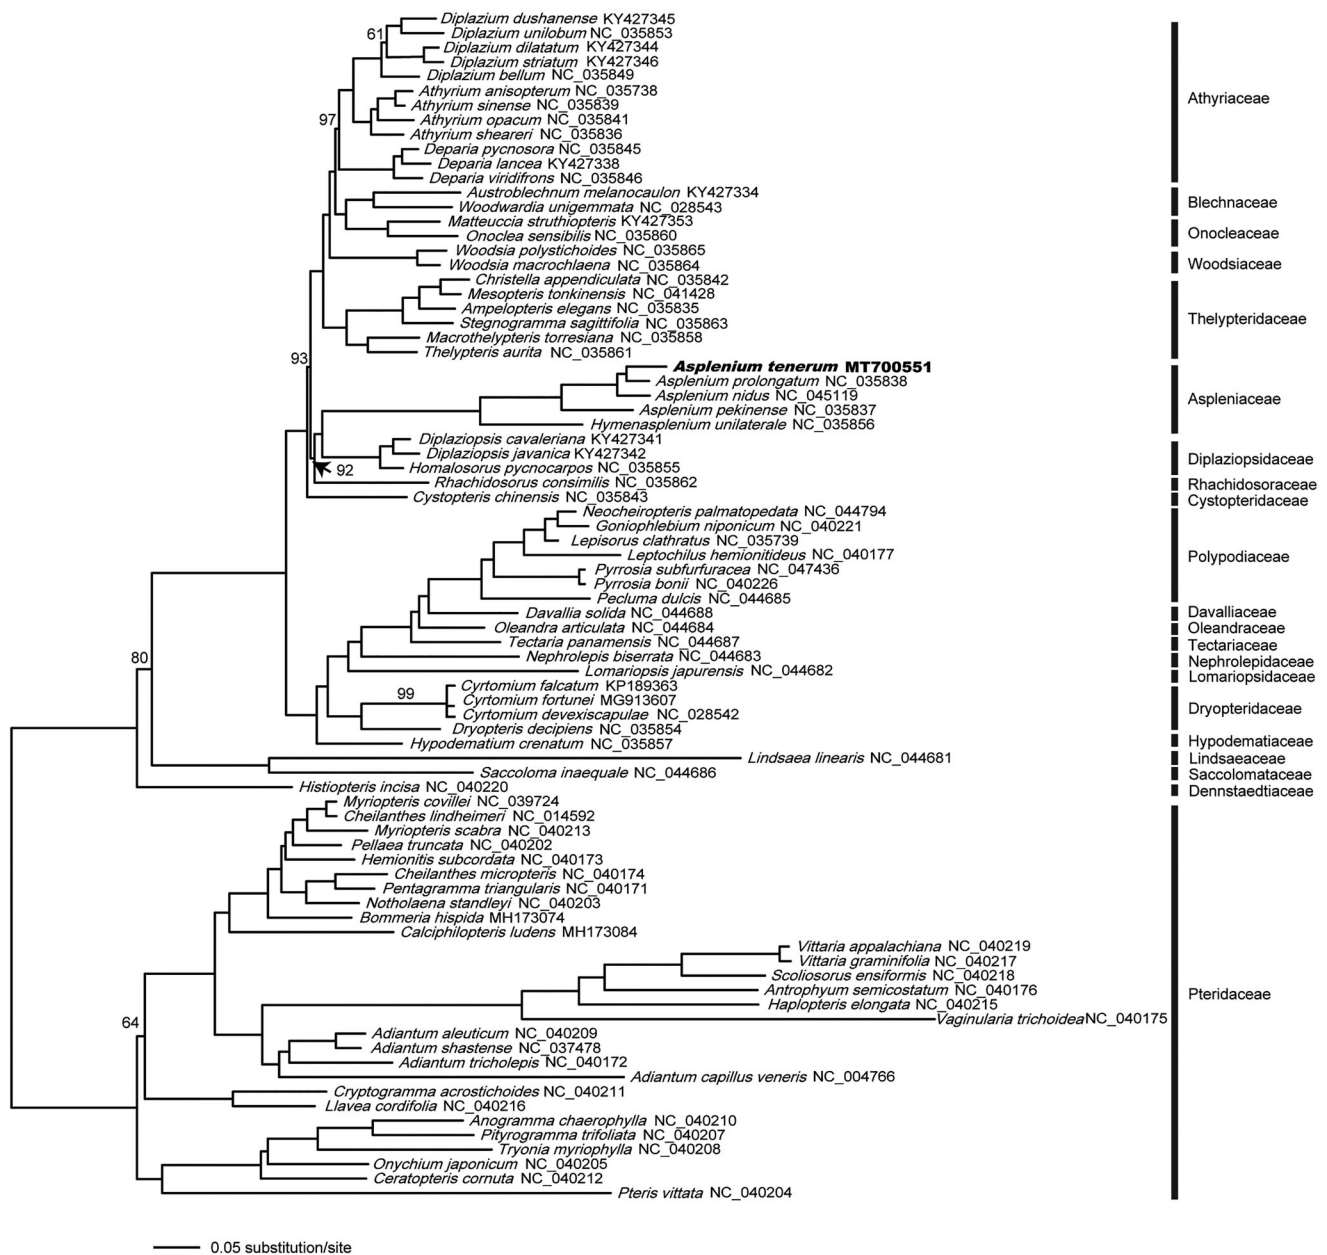 Diplazium dushanense KY427345
61
Diplazium unilobum NC_035853
Diplazium dilatatum KY427344
Diplazium striatum KY427346
Diplazium bellum NC_035849
Athyrium anisopterum NC_035738
Athyriaceae
Athyrium sinense NC_035839
97
Athyrium opacum NC_035841
Athyrium sheareri NC_035836
Deparia pycnosora NC_035845
Deparia lancea KY427338
Deparia viridifrons NC_035846
Austroblechnum melanocaulon KY427334
Blechnaceae
Woodwardia unigemmata NC_028543
Matteuccia struthiopteris KY427353
Onocleaceae
Onoclea sensibilis NC_035860
Woodsia polystichoides NC_035865
Woodsiaceae
Woodsia macrochlaena NC_035864
Christella appendiculata NC_035842
Mesopteris tonkinensis NC_041428
Ampelopteris elegans NC_035835
Thelypteridaceae
Stegnogramma sagittifolia NC_035863
Macrothelypteris torresiana NC_035858
Thelypteris aurita NC_035861
93
Asplenium tenerum MT700551
Asplenium prolongatum NC_035838
Asplenium nidus NC_045119
Aspleniaceae
Asplenium pekinense NC_035837
Hymenasplenium unilaterale NC_035856
Diplaziopsis cavaleriana KY427341
Diplaziopsis javanica KY427342
Diplaziopsidaceae
Homalosorus pycnocarpos NC_035855
92
Rhachidosorus consimilis NC_035862
Rhachidosoraceae
Cystopteris chinensis NC_035843
Cystopteridaceae
Neocheiropteris palmatopedata NC_044794
Goniophlebium niponicum NC_040221
Lepisorus clathratus NC_035739
Leptochilus hemionitideus NC_040177
Polypodiaceae
Pyrrosia subfurfuracea NC_047436
Pyrrosia bonii NC_040226
Pecluma dulcis NC_044685
Davallia solida NC_044688
Davalliaceae
Oleandra articulata NC_044684
Oleandraceae
Tectaria panamensis NC_044687
Tectariaceae
Nephrolepis biserrata NC_044683
Nephrolepidaceae
80
Lomariopsis japurensis NC_044682
Lomariopsidaceae
Cyrtomium falcatum KP189363
99
Cyrtomium fortunei MG913607
Cyrtomium devexiscapulae NC_028542
Dryopteridaceae
Dryopteris decipiens NC_035854
Hypodematium crenatum NC_035857
Hypodematiaceae
Lindsaea linearis NC_044681
Lindsaeaceae
Saccoloma inaequale NC_044686
Saccolomataceae
Histiopteris incisa NC_040220
Dennstaedtiaceae
Myriopteris covillei NC_039724
Cheilanthes lindheimeri NC_014592
Myriopteris scabra NC_040213
Pellaea truncata NC_040202
Hemionitis subcordata NC_040173
Cheilanthes micropteris NC_040174
Pentagramma triangularis NC_040171
Notholaena standleyi NC_040203
Bommeria hispida MH173074
Calciphilopteris ludens MH173084
Vittaria appalachiana NC_040219
Vittaria graminifolia NC_040217
Scoliosorus ensiformis NC_040218
Antrophyum semicostatum NC_040176
Pteridaceae
Haplopteris elongata NC_040215
Vaginularia trichoidea NC_040175
64
Adiantum aleuticum NC_040209
Adiantum shastense NC_037478
Adiantum tricholepis NC_040172
Adiantum capillus veneris NC_004766
Cryptogramma acrostichoides NC_040211
Llavea cordifolia NC_040216
Anogramma chaerophylla NC_040210
Pityrogramma trifoliata NC_040207
Tryonia myriophylla NC_040208
Onychium japonicum NC_040205
Ceratopteris cornuta NC_040212
Pteris vittata NC_040204
0.05 substitution/site